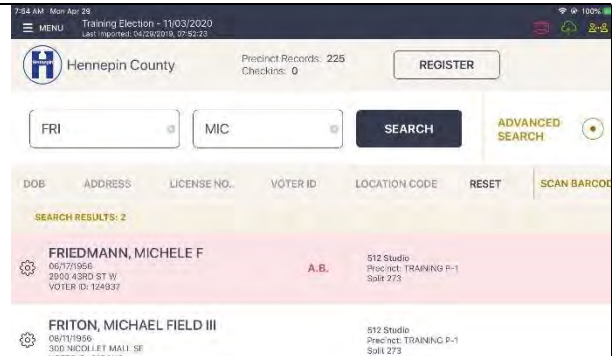 7:54 AM Mon Apr 29
100%
MENU
Training Election - 11/03/2020
Last Imported: 04/29/2019, 07:52:23
Hennepin
Hennepin County
Precinct Records: 225
Checkins: 0
REGISTER
FRI
MIC
SEARCH
ADVANCED
SEARCH
DOB ADDRESS LICENSE NO.. VOTER ID LOCATION CODE RESET SCAN BARCOD
SEARCH RESULTS: 2
FRIEDMANN, MICHELE F
06/17/1956
2900 43RD ST W
VOTER ID: 124937
A.B.
512 Studio
Precinct: TRAINING P-1
Split 273
FRITON, MICHAEL FIELD III
08/11/1956
300 NICOLLET MALL SE
512 Studio
Precinct: TRAINING P-1
Split 273